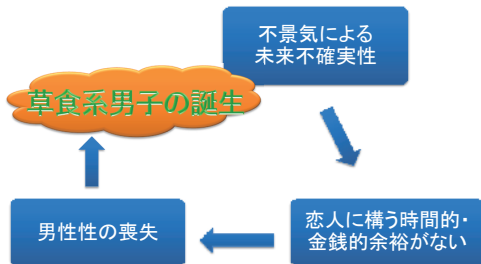 不景気による
未来不確実性
草食系男子の誕生
恋人に構う時間的・
金銭的余裕がない
男性性の喪失